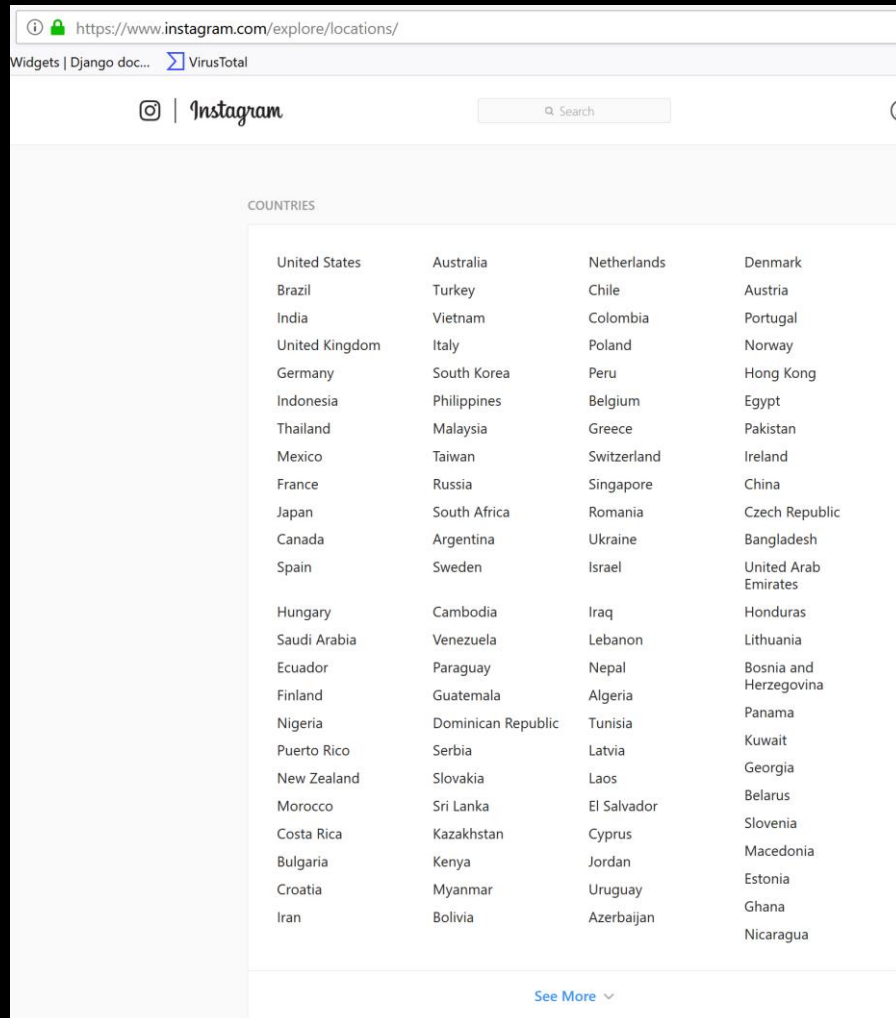 https://www.instagram.com/explore/locations/
Widgets | Django doc... VirusTotal
Instagram
Search
COUNTRIES
United States
Brazil
India
United Kingdom
Germany
Indonesia
Thailand
Mexico
France
Japan
Canada
Spain
Australia
Turkey
Vietnam
Italy
South Korea
Philippines
Malaysia
Taiwan
Russia
South Africa
Argentina
Sweden
Netherlands
Chile
Colombia
Poland
Peru
Belgium
Greece
Switzerland
Singapore
Romania
Ukraine
Israel
Denmark
Austria
Portugal
Norway
Hong Kong
Egypt
Pakistan
Ireland
China
Czech Republic
Bangladesh
United Arab
Emirates
Hungary
Saudi Arabia
Ecuador
Finland
Nigeria
Puerto Rico
New Zealand
Morocco
Costa Rica
Bulgaria
Croatia
Iran
Cambodia
Venezuela
Paraguay
Guatemala
Dominican Republic
Serbia
Slovakia
Sri Lanka
Kazakhstan
Kenya
Myanmar
Bolivia
Iraq
Lebanon
Nepal
Algeria
Tunisia
Latvia
Laos
El Salvador
Cyprus
Jordan
Uruguay
Azerbaijan
Honduras
Lithuania
Bosnia and
Herzegovina
Panama
Kuwait
Georgia
Belarus
Slovenia
Macedonia
Estonia
Ghana
Nicaragua
See More